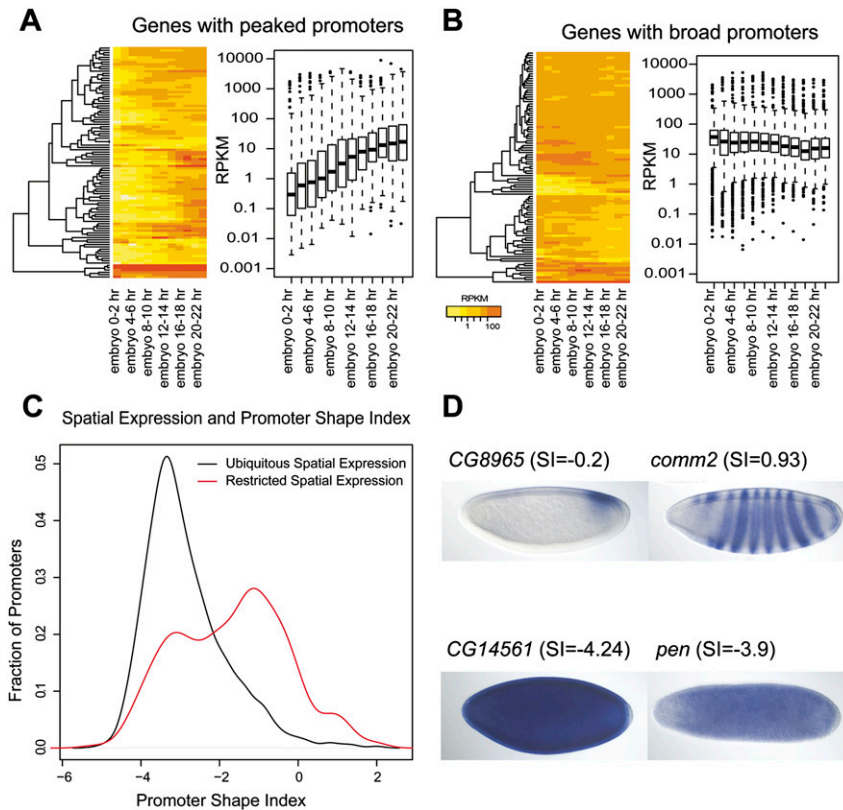 A
Genes with peaked promoters
RPKM
10000
1000
100
10
1
0.1
0.01
0.001
embryo 0-2 hr
embryo 4-6 hr
embyo 8-10 hr
embryo 12-14 hr
embryo 16-18 hr
embryo 20-22 hr
embryo 0-2 hr
embryo 4-6 hr
embryo 8-10 hr
embryo 12-14 hr
embryo 16-18 hr
embryo 20-22 hr
B
Genes with broad promoters
RPKM
10000
1000
100
10
1
0.1
0.01
0.001
RPKM
1 100
embryo 0-2 hr
embryo 4-6 hr
embryo 8-10 hr
embryo 12-14 hr
embryo 16-18 hr
embryo 20-22 hr
embryo 0-2 hr
embryo 4-6 hr
embryo 8-10 hr
embryo 12-14 hr
embryo 16-18 hr
embryo 20-22 hr
C
Spatial Expression and Promoter Shape Index
Ubiquitous Spatial Expression
Restricted Spatial Expression
Fraction of Promoters
0.5
0.4
0.3
0.2
0.1
0.0
−6 −4 −2 0 2
Promoter Shape Index
D
CG8965 (SI=-0.2)
comm2 (SI=0.93)
CG14561 (SI=-4.24)
pen (SI=-3.9)